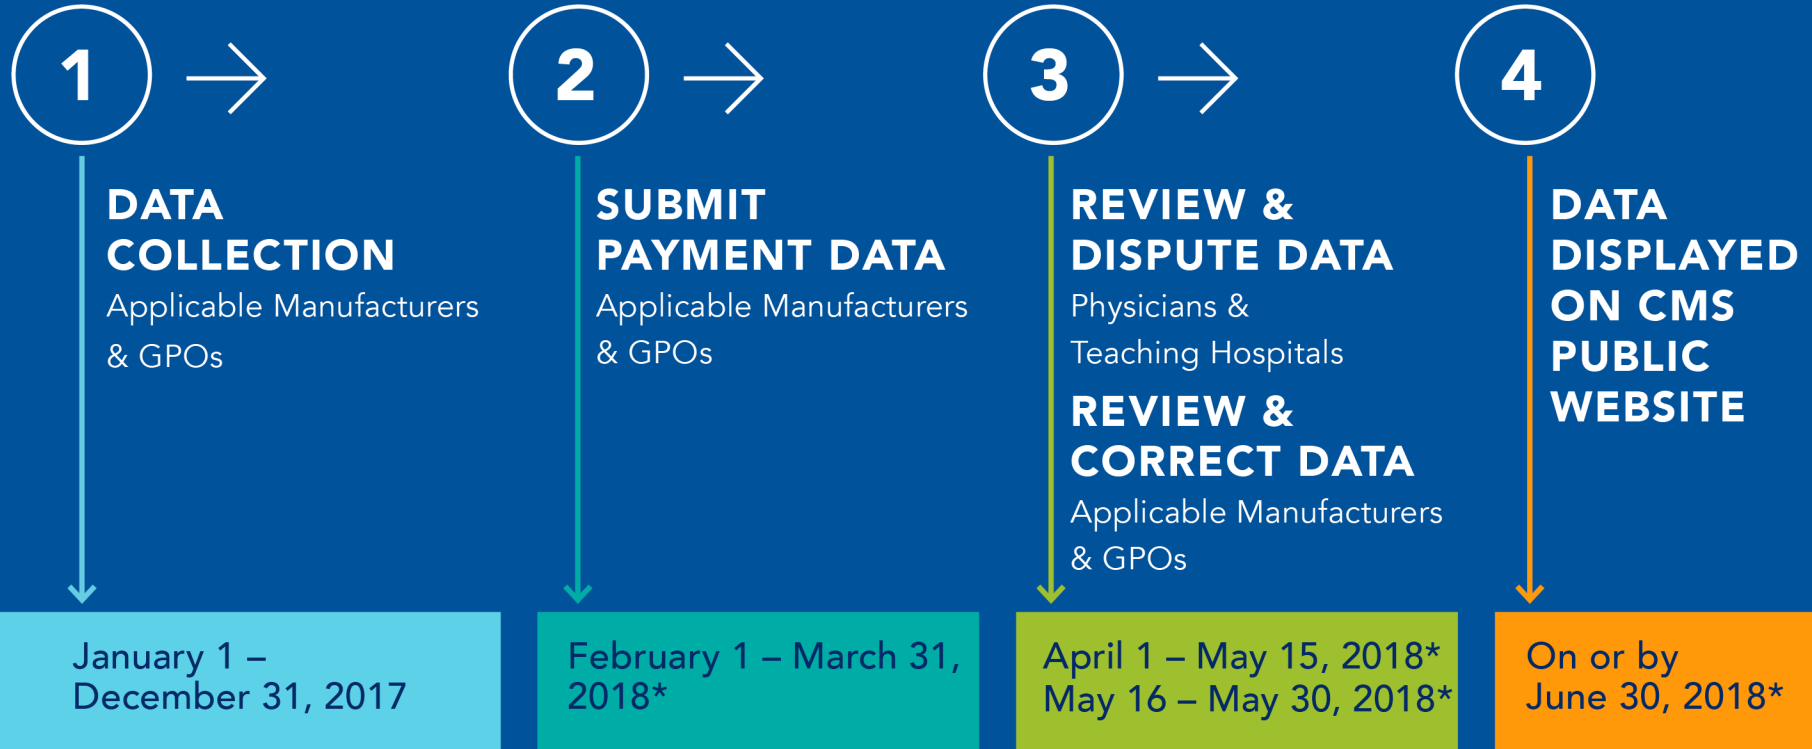 1
DATA
COLLECTION
Applicable Manufacturers
& GPOs
January 1 –
December 31, 2017
2
SUBMIT
PAYMENT DATA
Applicable Manufacturers
& GPOs
February 1 – March 31,
2018*
3
REVIEW &
DISPUTE DATA
Physicians &
Teaching Hospitals
REVIEW &
CORRECT DATA
Applicable Manufacturers
& GPOs
April 1 – May 15, 2018*
May 16 – May 30, 2018*
4
DATA
DISPLAYED
ON CMS
PUBLIC
WEBSITE
On or by
June 30, 2018*